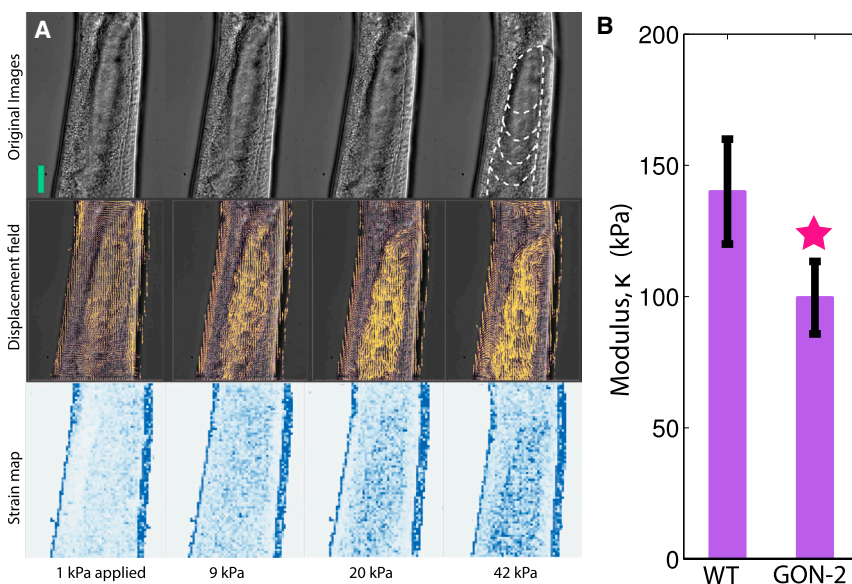 A
Original Images
Displacement field
Strain map
1 kPa applied
9 kPa
20 kPa
42 kPa
B
Modulus, κ (kPa)
200
150
100
50
0
WT
GON-2